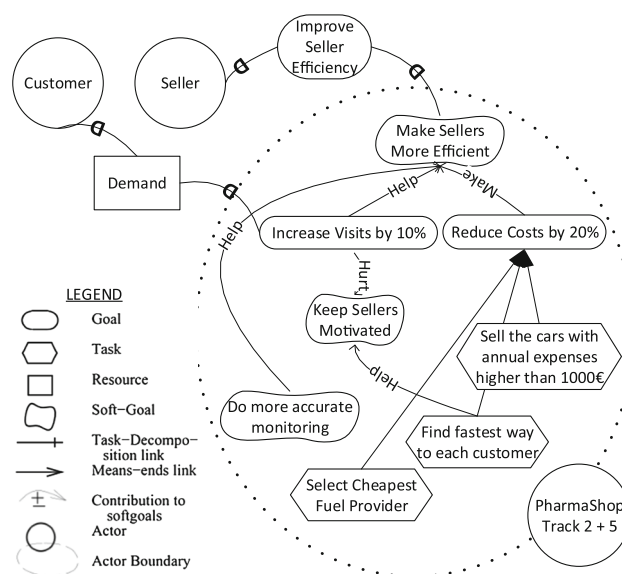 Improve
Seller
Efficiency
Customer
Seller
D
D
D
D
Make Sellers
More Efficient
Demand
Help
Make
Help
Increase Visits by 10%
Reduce Costs by 20%
Hurt
Keep Sellers
Motivated
Sell the cars with
annual expenses
higher than 1000€
Help
Do more accurate
monitoring
Find fastest way
to each customer
Select Cheapest
Fuel Provider
PharmaShop
Track 2 + 5
LEGEND
Goal
Task
Resource
Soft-Goal
Task-Decompo-
sition link
Means-ends link
±
Contribution to
softgoals
Actor
Actor Boundary